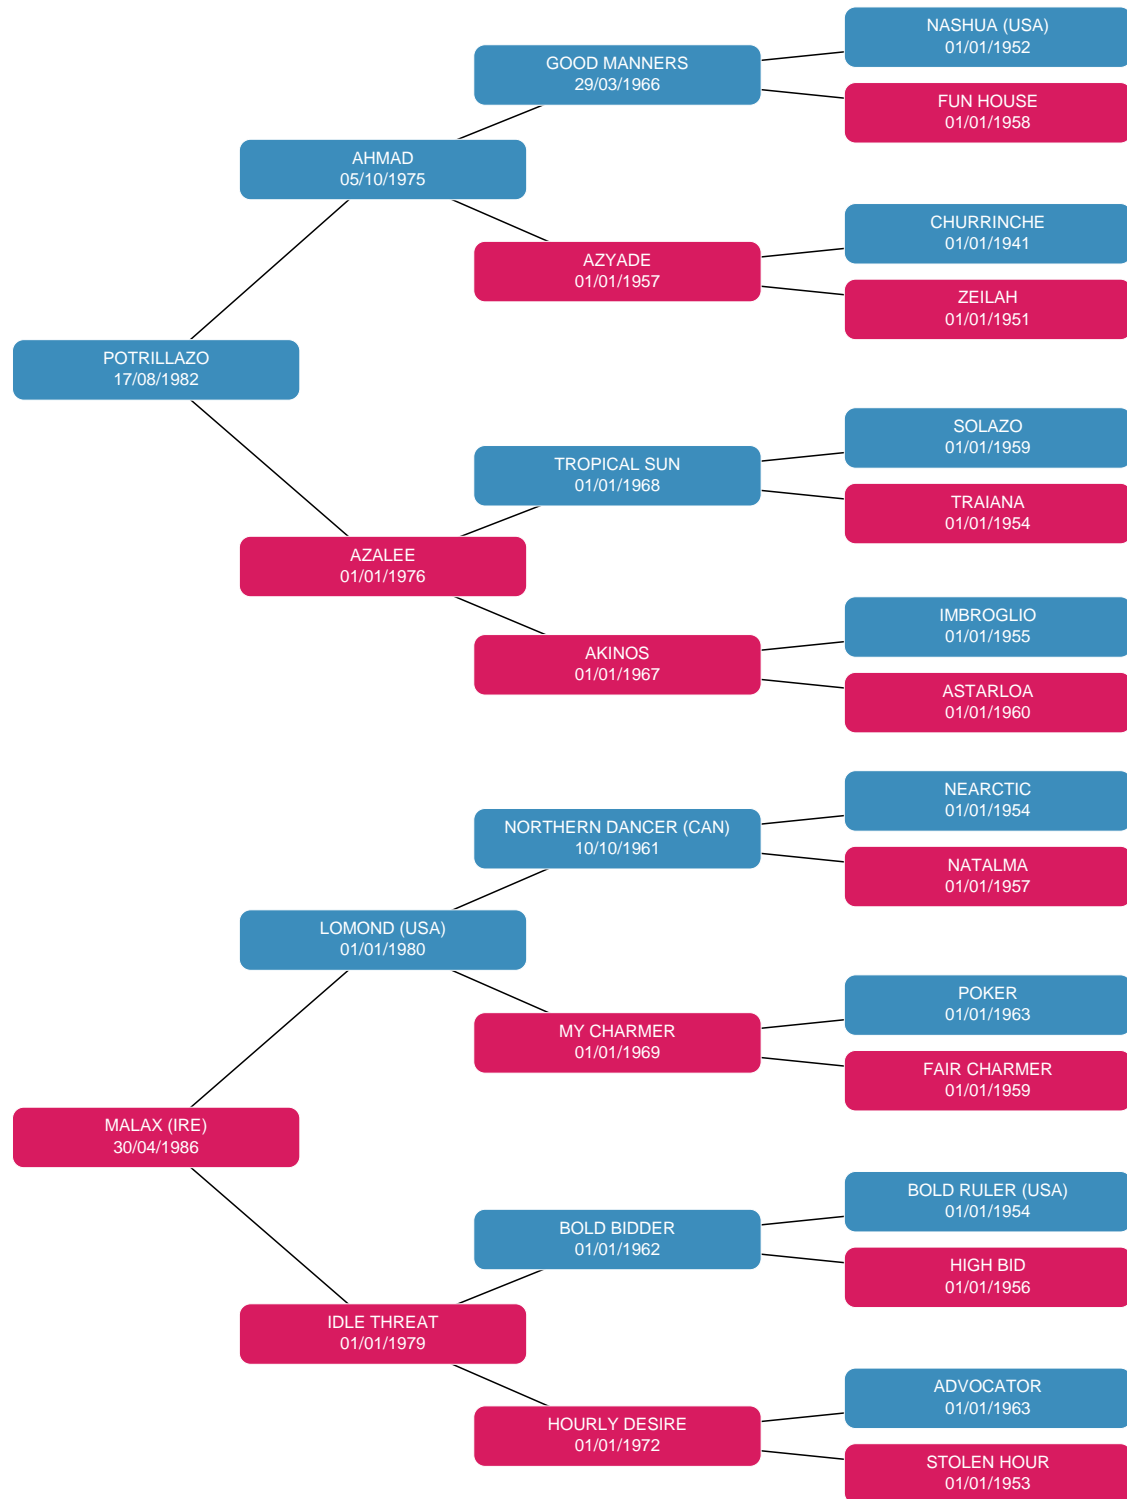 NASHUA (USA)
01/01/1952
GOOD MANNERS
29/03/1966
FUN HOUSE
01/01/1958
AHMAD
05/10/1975
CHURRINCHE
01/01/1941
AZYADE
01/01/1957
ZEILAH
01/01/1951
POTRILLAZO
17/08/1982
SOLAZO
01/01/1959
TROPICAL SUN
01/01/1968
TRAIANA
01/01/1954
AZALEE
01/01/1976
IMBROGLIO
01/01/1955
AKINOS
01/01/1967
ASTARLOA
01/01/1960
NEARCTIC
01/01/1954
NORTHERN DANCER (CAN)
10/10/1961
NATALMA
01/01/1957
LOMOND (USA)
01/01/1980
POKER
01/01/1963
MY CHARMER
01/01/1969
FAIR CHARMER
01/01/1959
MALAX (IRE)
30/04/1986
BOLD RULER (USA)
01/01/1954
BOLD BIDDER
01/01/1962
HIGH BID
01/01/1956
IDLE THREAT
01/01/1979
ADVOCATOR
01/01/1963
HOURLY DESIRE
01/01/1972
STOLEN HOUR
01/01/1953